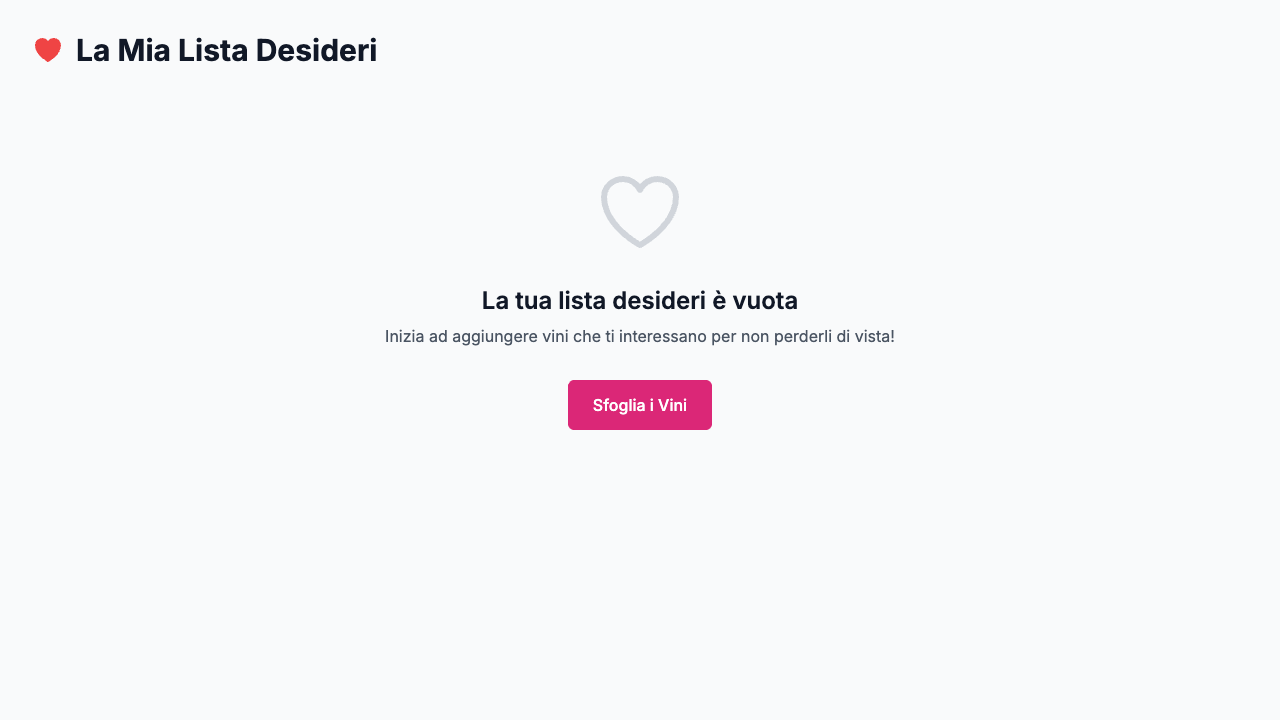 La Mia Lista Desideri
La tua lista desideri è vuota
Inizia ad aggiungere vini che ti interessano per non perderli di vista!
Sfoglia i Vini